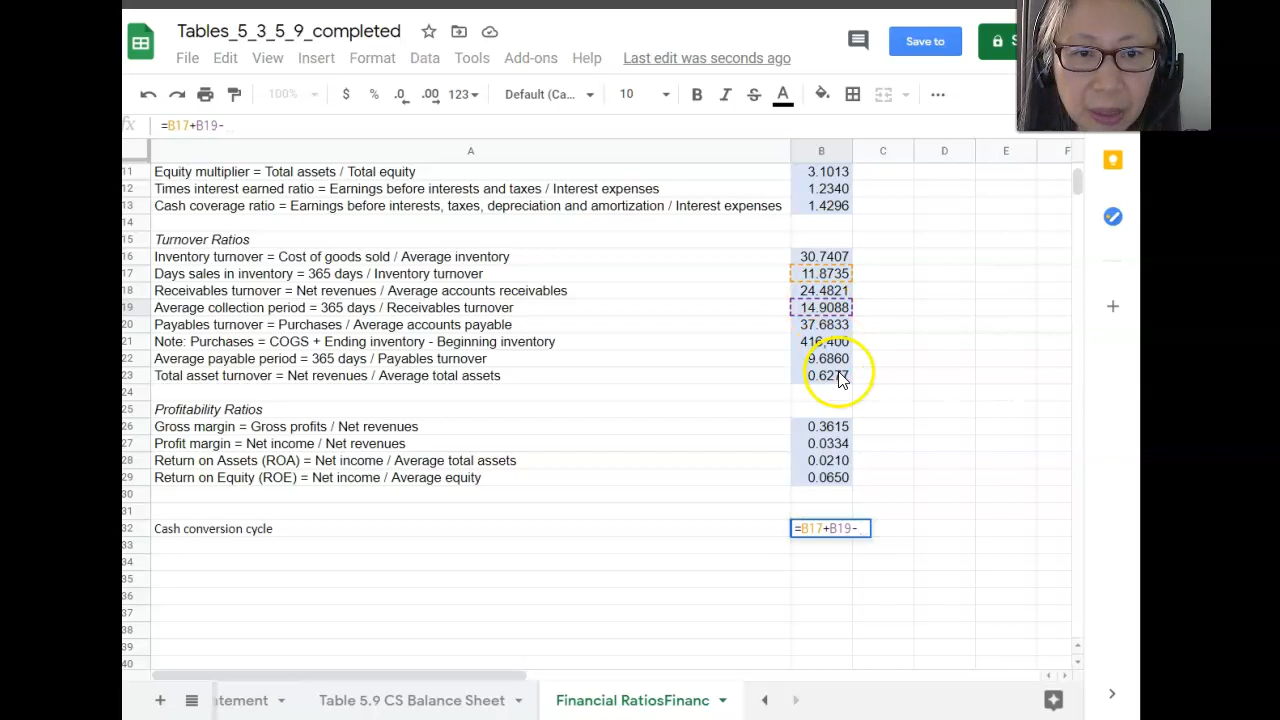 Tables_5_3_5_9_completed
File Edit View Insert Format Data Tools Add-ons Help Last edit was seconds ago
Save to
100% $ % .0 .00 123 Default (Ca... 10 B I S A
fx =B17+B19-
A B C D E F
11 Equity multiplier = Total assets / Total equity 3.1013
12 Times interest earned ratio = Earnings before interests and taxes / Interest expenses 1.2340
13 Cash coverage ratio = Earnings before interests, taxes, depreciation and amortization / Interest expenses 1.4296
14
15 Turnover Ratios
16 Inventory turnover = Cost of goods sold / Average inventory 30.7407
17 Days sales in inventory = 365 days / Inventory turnover 11.8735
18 Receivables turnover = Net revenues / Average accounts receivables 24.4821
19 Average collection period = 365 days / Receivables turnover 14.9088
20 Payables turnover = Purchases / Average accounts payable 37.6833
21 Note: Purchases = COGS + Ending inventory - Beginning inventory 416,400
22 Average payable period = 365 days / Payables turnover 9.6860
23 Total asset turnover = Net revenues / Average total assets
24
25 Profitability Ratios
26 Gross margin = Gross profits / Net revenues 0.3615
27 Profit margin = Net income / Net revenues 0.0334
28 Return on Assets (ROA) = Net income / Average total assets 0.0210
29 Return on Equity (ROE) = Net income / Average equity 0.0650
30
31
32 Cash conversion cycle =B17+B19-
33
34
35
36
37
38
39
40
atement Table 5.9 CS Balance Sheet Financial RatiosFinanc